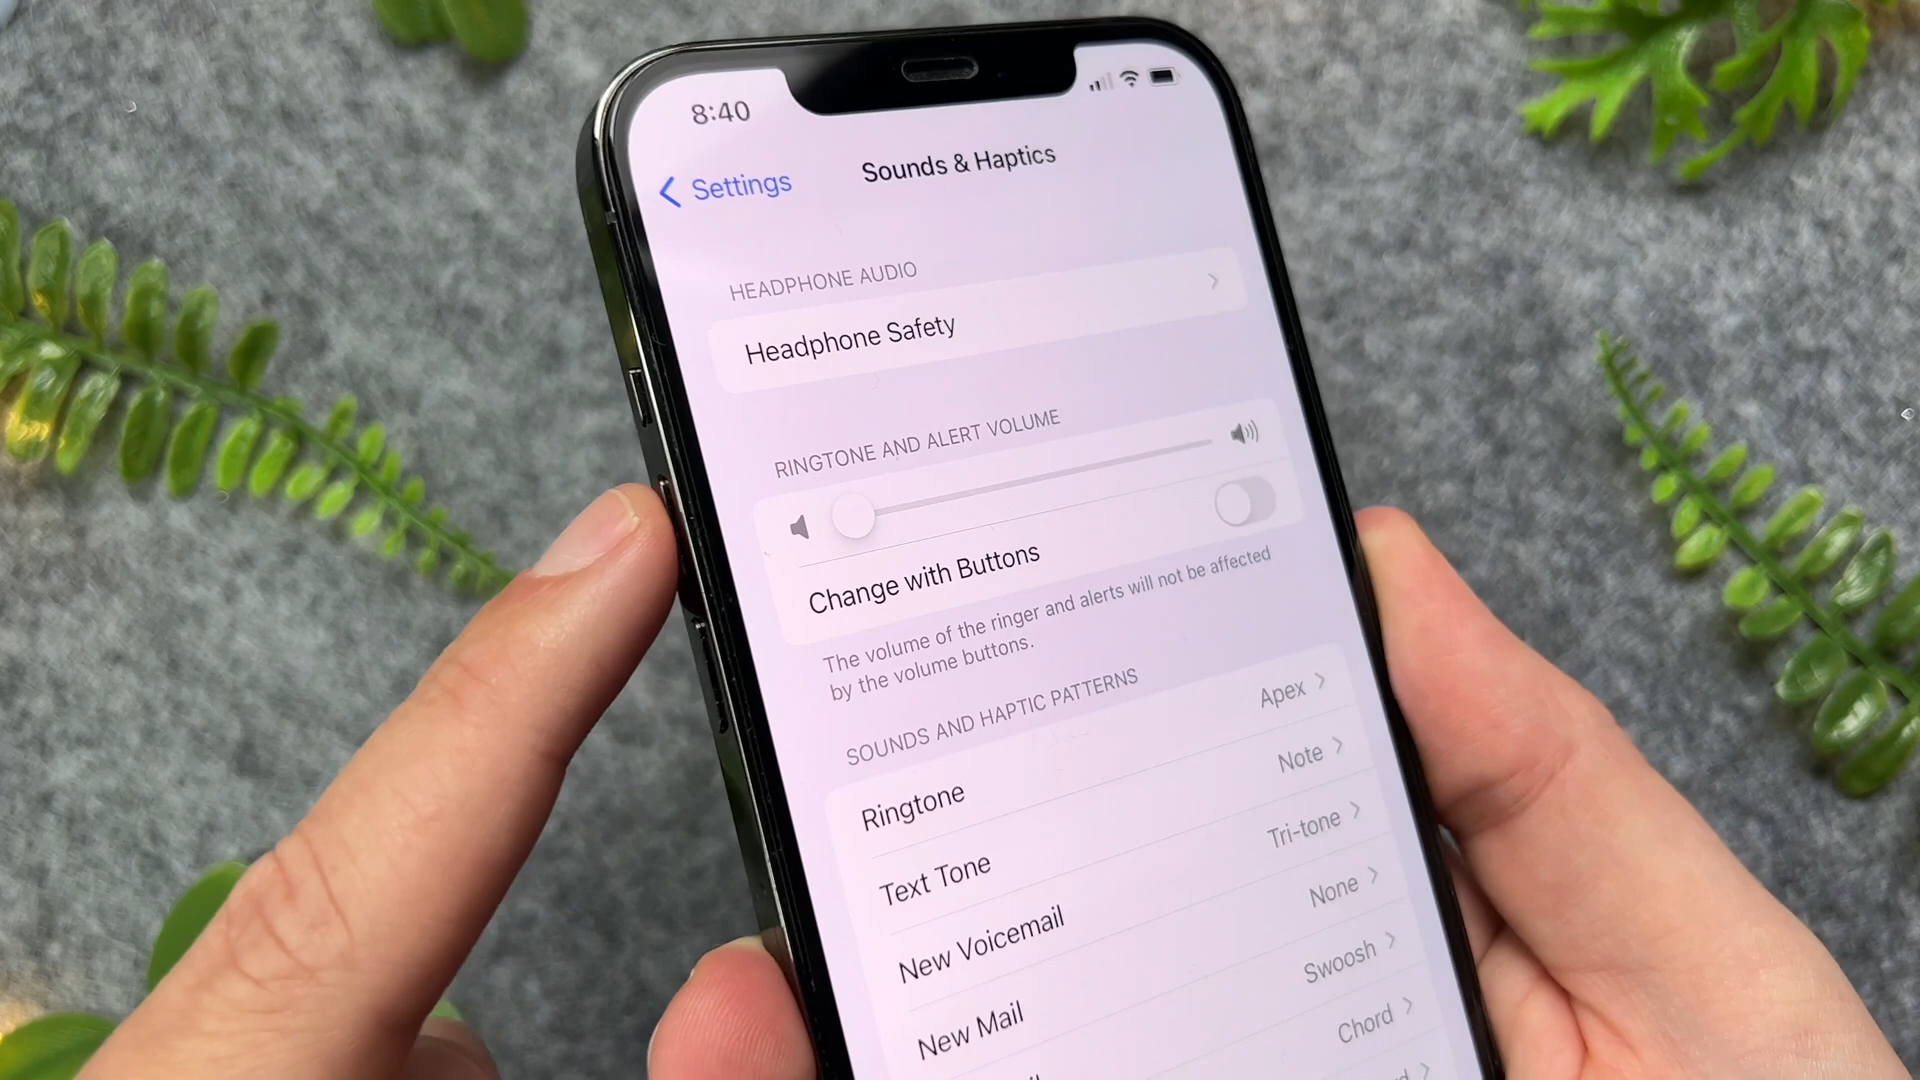 8:40
Settings
Sounds & Haptics
HEADPHONE AUDIO
Headphone Safety
RINGTONE AND ALERT VOLUME
Change with Buttons
The volume of the ringer and alerts will not be affected
by the volume buttons.
SOUNDS AND HAPTIC PATTERNS
Ringtone Apex
Text Tone Note
New Voicemail Tri-tone
New Mail None
Swoosh
Chord